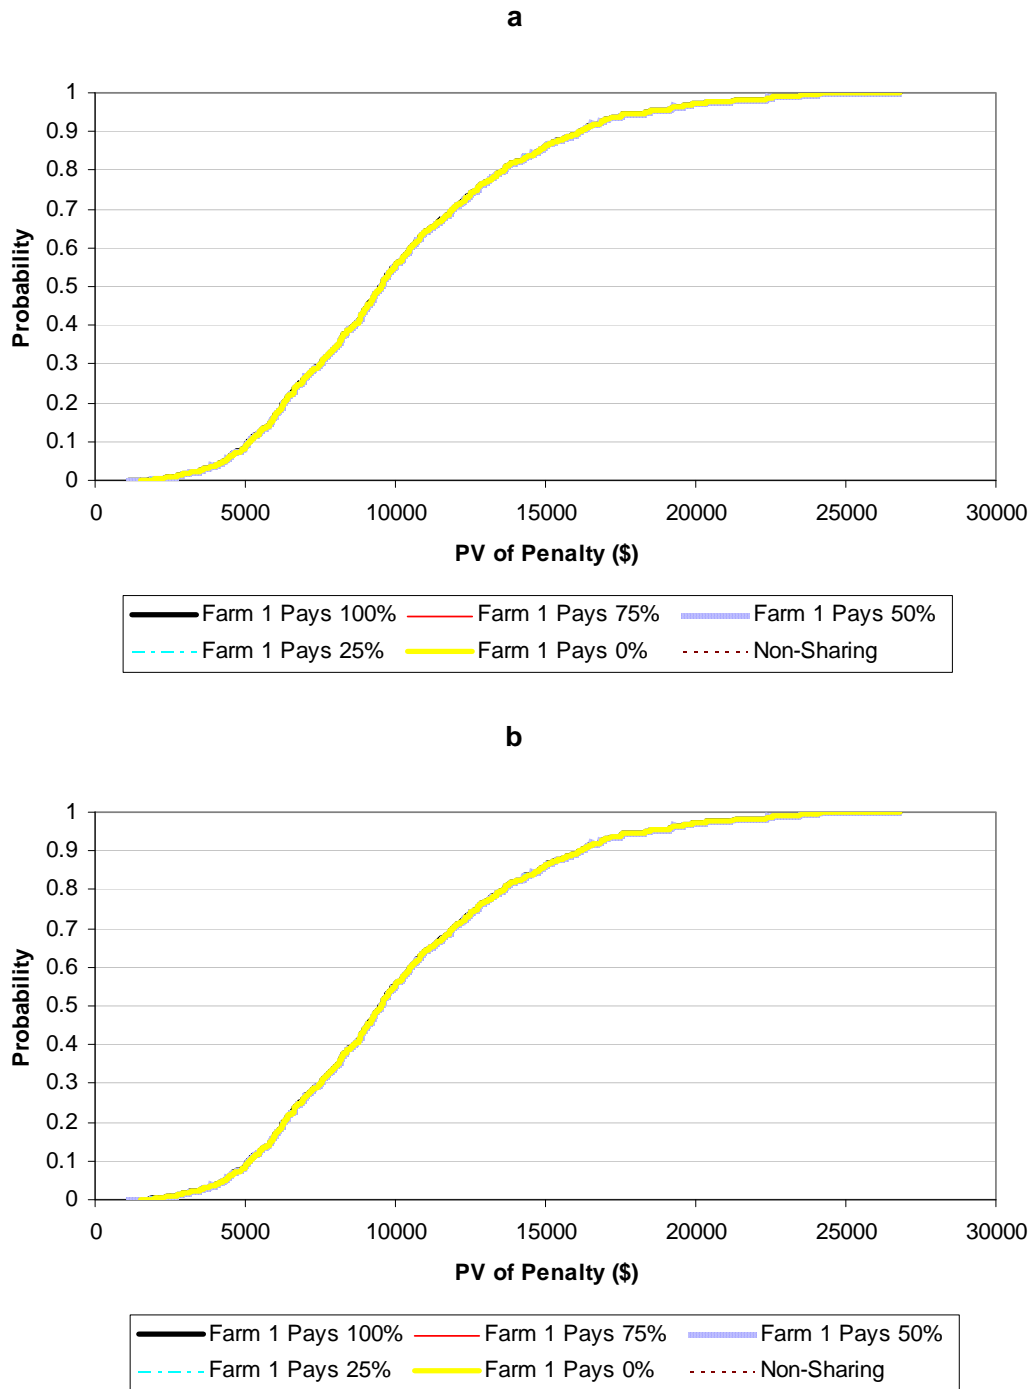 a
1
0.9
0.8
0.7
0.6
0.5
0.4
0.3
0.2
0.1
0
Probability
0 5000 10000 15000 20000 25000 30000
PV of Penalty ($)
Farm 1 Pays 100% Farm 1 Pays 75% Farm 1 Pays 50%
Farm 1 Pays 25% Farm 1 Pays 0% Non-Sharing
b
1
0.9
0.8
0.7
0.6
0.5
0.4
0.3
0.2
0.1
0
Probability
0 5000 10000 15000 20000 25000 30000
PV of Penalty ($)
Farm 1 Pays 100% Farm 1 Pays 75% Farm 1 Pays 50%
Farm 1 Pays 25% Farm 1 Pays 0% Non-Sharing